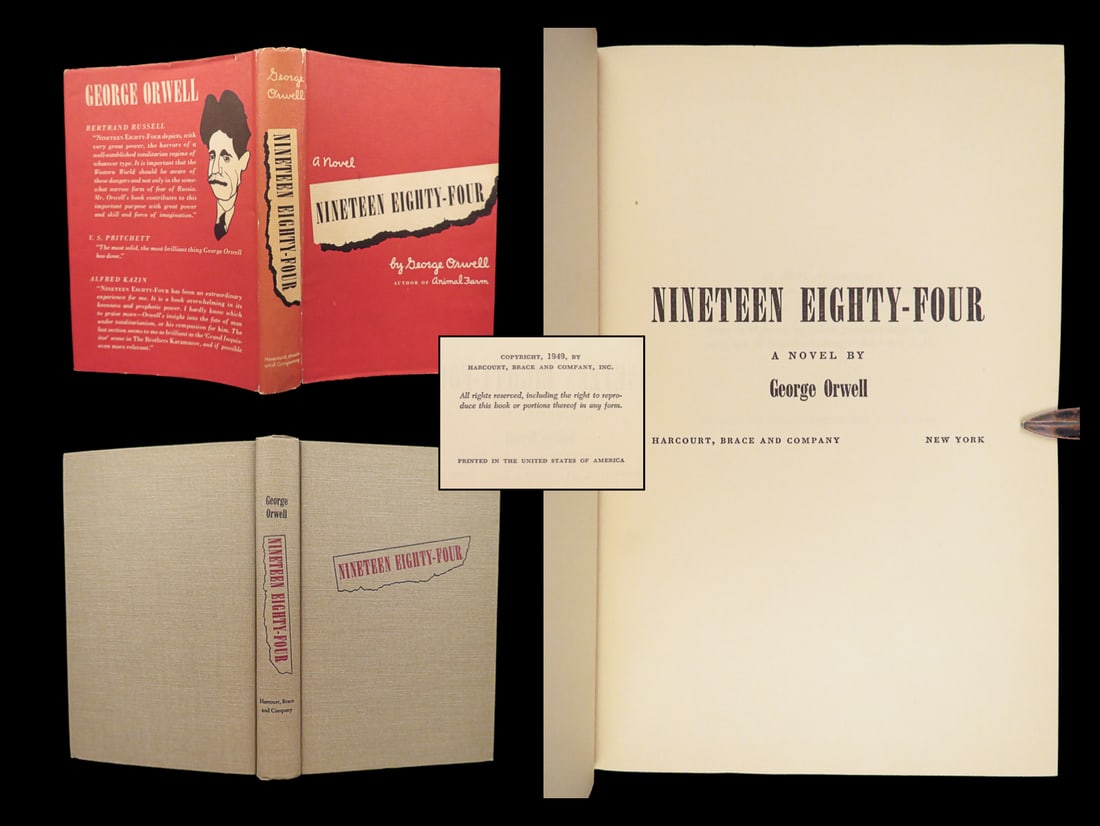 GEORGE ORWELL
BERTRAND RUSSELL
"NINETEEN EIGHTY-FOUR depicts, with
very great power, the horrors of a
well-established totalitarian regime of
whatever type. It is important that the
Western World should be aware of
these dangers and not only in the some-
what narrow form of fear of Russia.
Mr. Orwell's book contributes to this
important purpose with great power
and skill and force of imagination."
V. S. PRITCHETT
"The most solid, the most brilliant thing George Orwell
has done."
ALFRED KAZIN
"NINETEEN EIGHTY-FOUR has been an extraordinary
experience for me. It is a book overwhelming in its
keenness and prophetic power. I hardly know which
to praise more—Orwell's insight into the fate of man
under totalitarianism, or his compassion for him. The
last section seems to me as brilliant as the 'Grand Inquis-
itor' scene in The Brothers Karamazov, and if possible
even more relevant."
George
Orwell
NINETEEN EIGHTY-FOUR
Harcourt, Brace
and Company
A Novel
NINETEEN EIGHTY-FOUR
by George Orwell
AUTHOR OF Animal Farm
COPYRIGHT, 1949, BY
HARCOURT, BRACE AND COMPANY, INC.
All rights reserved, including the right to repro-
duce this book or portions thereof in any form.
PRINTED IN THE UNITED STATES OF AMERICA
NINETEEN EIGHTY-FOUR
A NOVEL BY
George Orwell
HARCOURT, BRACE AND COMPANY NEW YORK
George
Orwell
NINETEEN EIGHTY-FOUR
Harcourt, Brace
and Company
NINETEEN EIGHTY-FOUR